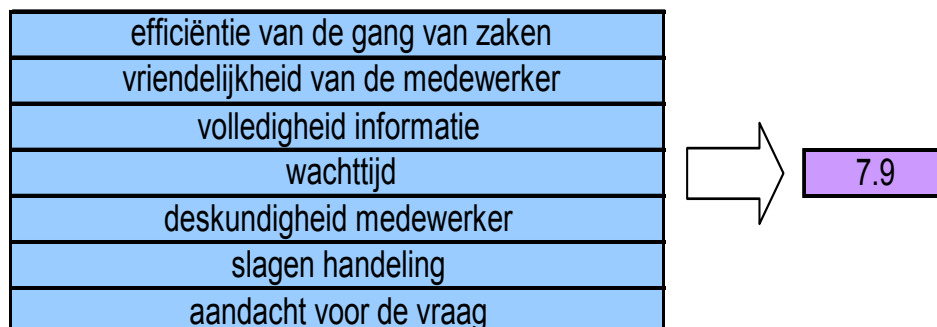 efficiëntie van de gang van zaken
vriendelijkheid van de medewerker
volledigheid informatie
wachttijd
7.9
deskundigheid medewerker
slagen handeling
aandacht voor de vraag